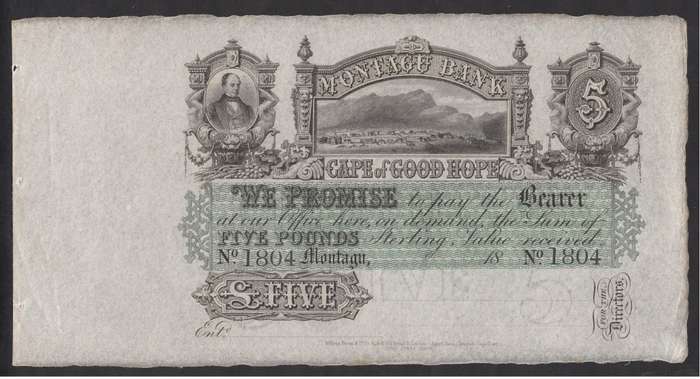 MONTAGU BANK
5
CAPE of GOOD HOPE
WE PROMISE to pay the Bearer
at our Office here, on demand, the Sum of
FIVE POUNDS Sterling, Value received
No 1804 Montagu, 18 No 1804
£ FIVE
FOR THE Directors.
Entd